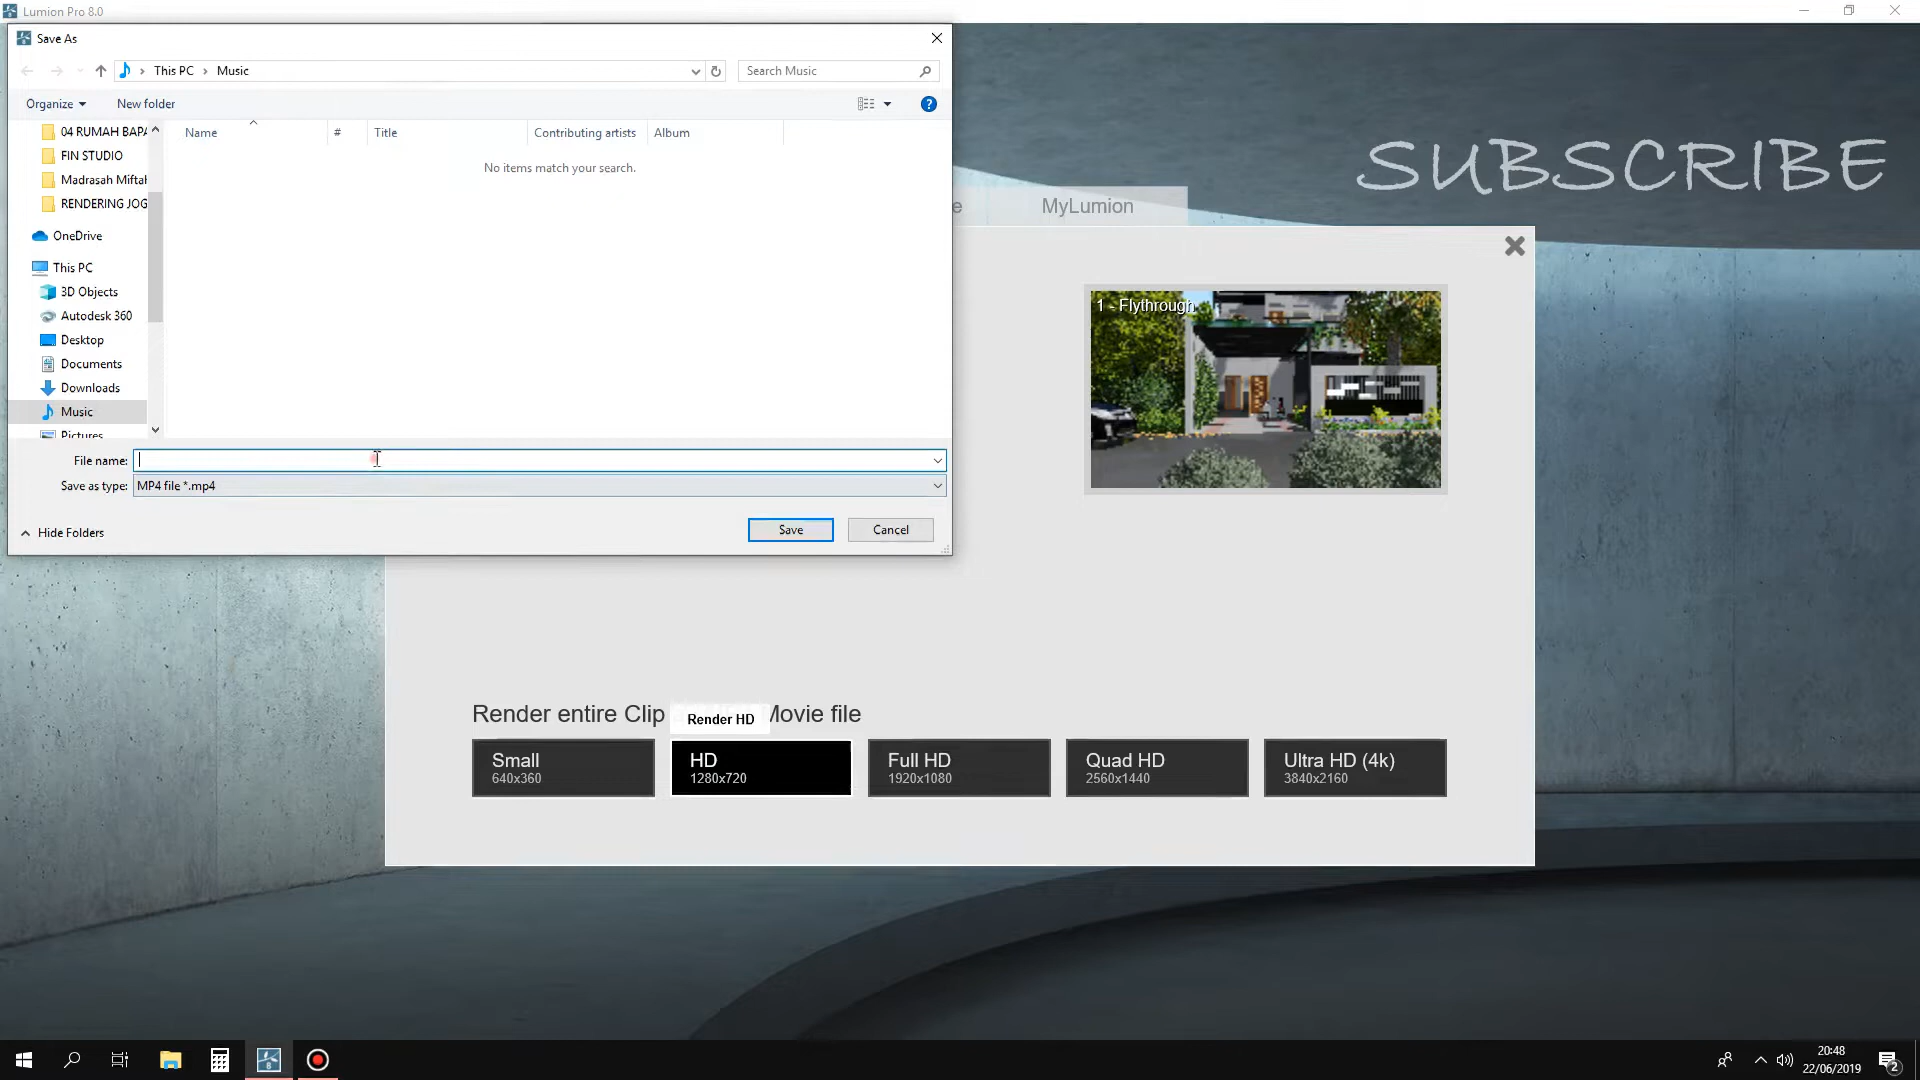 Lumion Pro 8.0
Save As
This PC
Music
Search Music
Organize
New folder
Name
#
Title
Contributing artists
Album
No items match your search.
04 RUMAH BAPA
FIN STUDIO
Madrasah Miftah
RENDERING JOG
OneDrive
This PC
3D Objects
Autodesk 360
Desktop
Documents
Downloads
Music
Pictures
File name:
Save as type:
MP4 file *.mp4
Hide Folders
Save
Cancel
SUBSCRIBE
MyLumion
1 - Flythrough
Render entire Clip
Movie file
Render HD
Small
640x360
HD
1280x720
Full HD
1920x1080
Quad HD
2560x1440
Ultra HD (4k)
3840x2160
20:48
22/06/2019
2